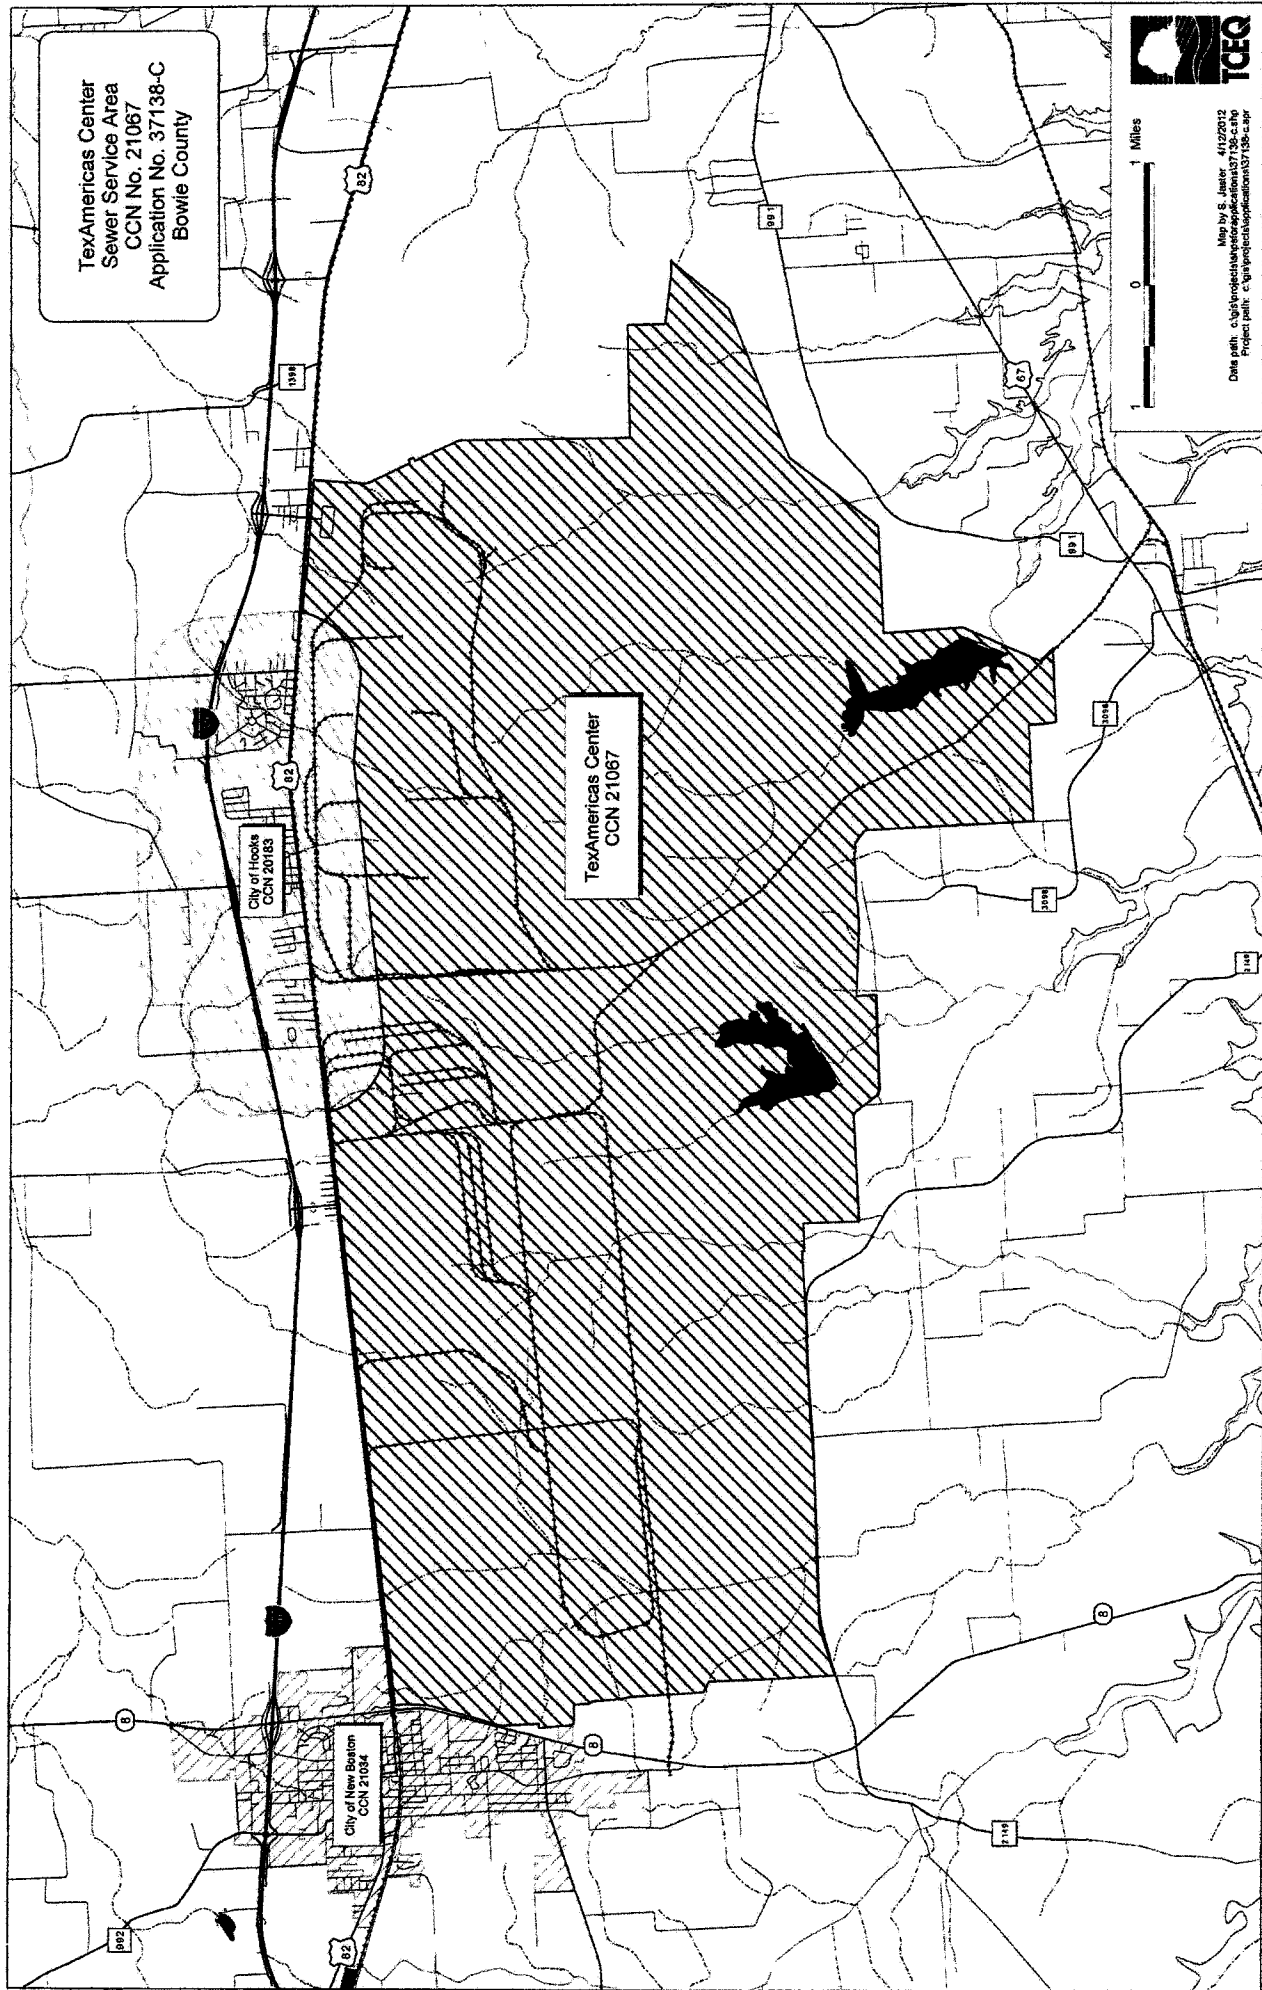 TexAmericas Center
Sewer Service Area
CCN No. 21067
Application No. 37138-C
Bowie County
82
1398
991
City of Hooks
CCN 20183
82
TexAmericas Center
CCN 21067
67
991
3098
3098
2149
8
City of New Boston
CCN 21034
8
8
992
82
2149
1 0 1 Miles
TCEQ
Map by S. Jaster 4/12/2012